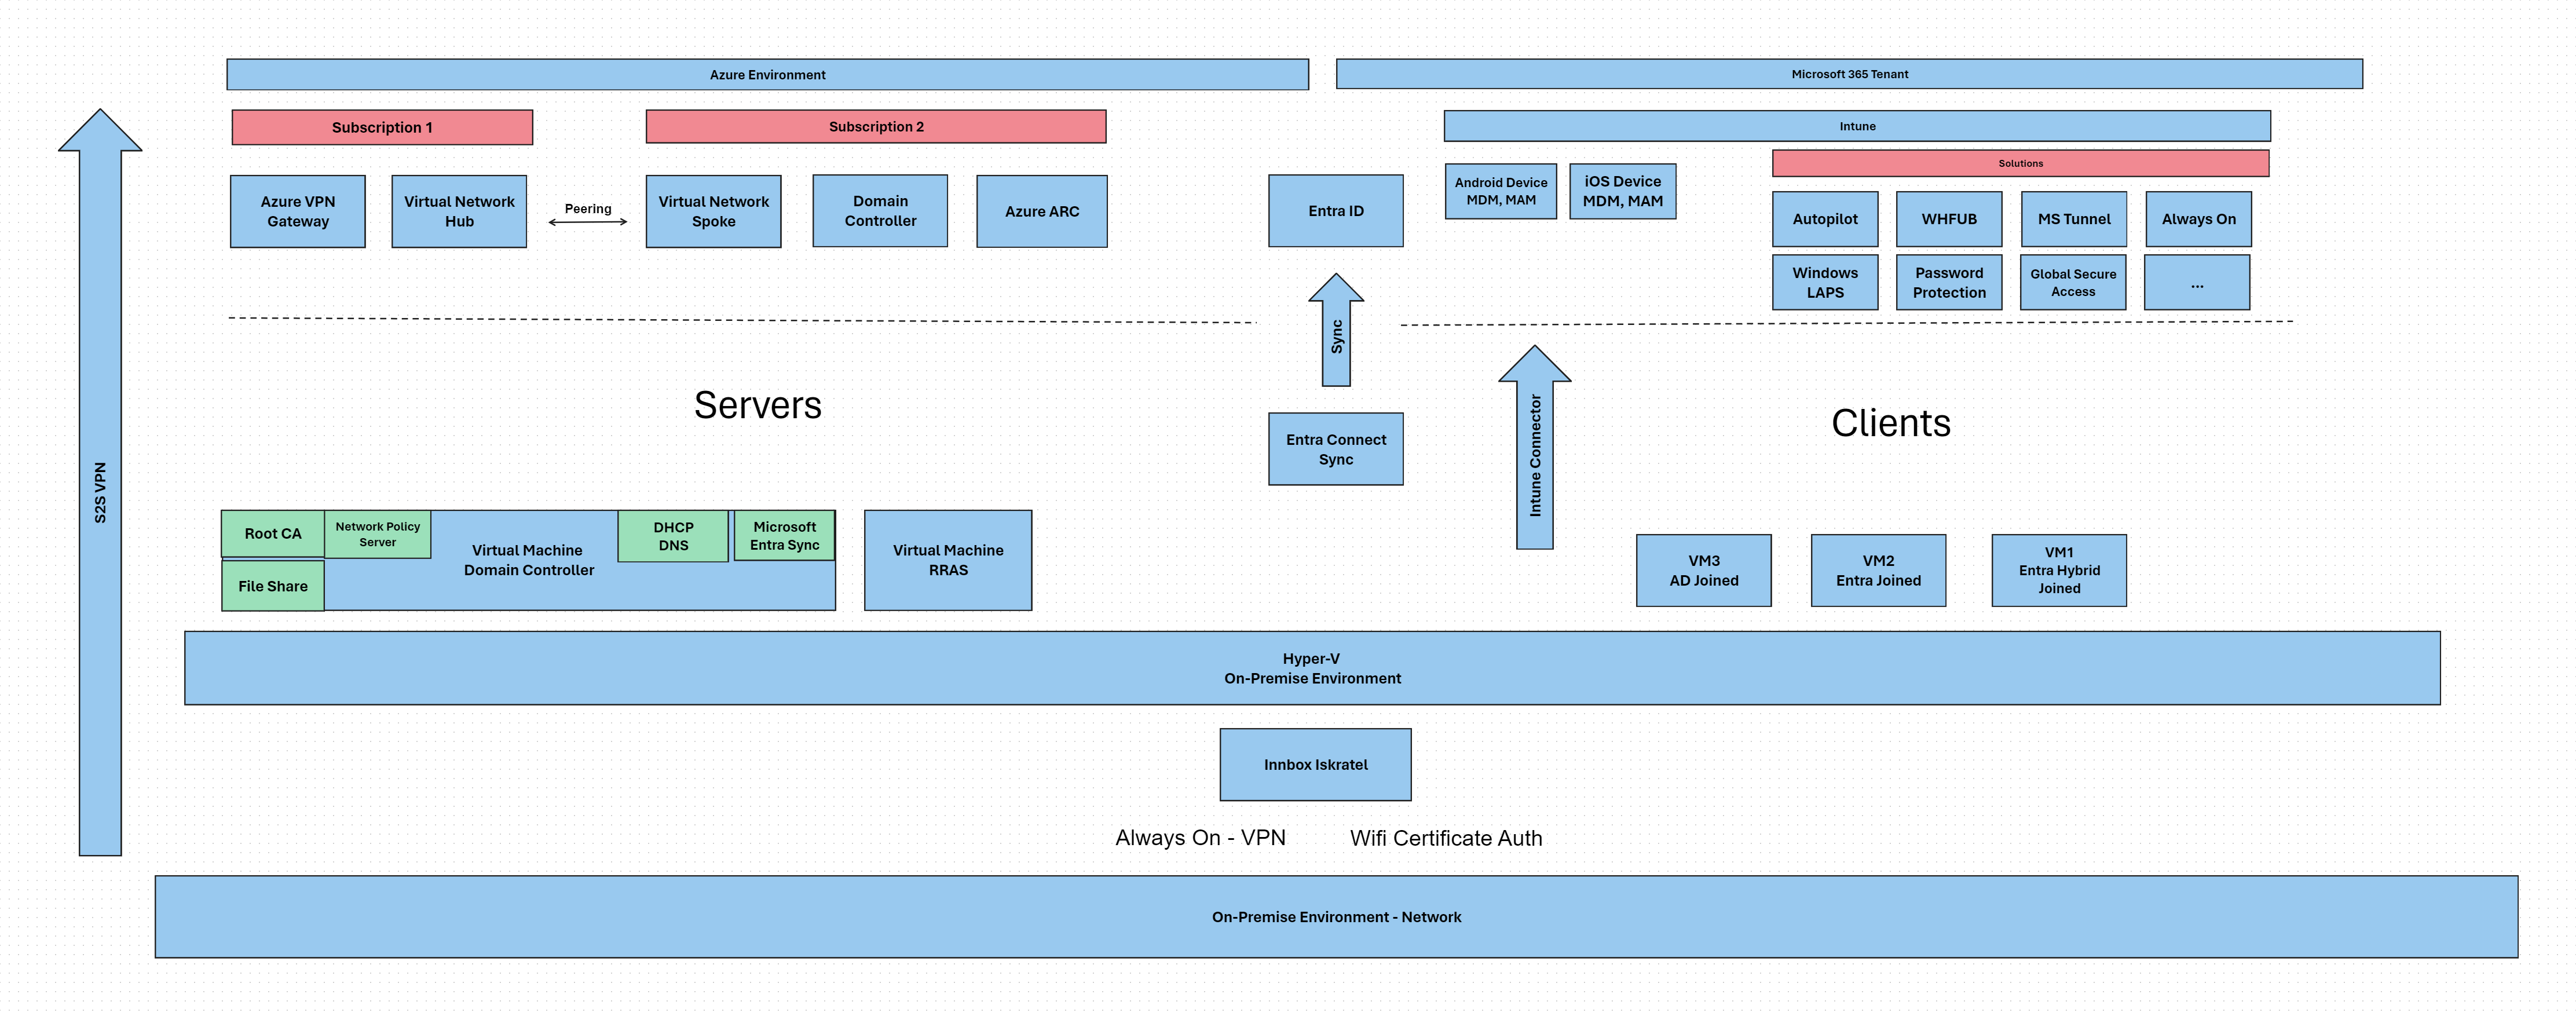 Azure Environment
Microsoft 365 Tenant
Subscription 1
Subscription 2
Intune
Solutions
Azure VPN
Gateway
Virtual Network
Hub
Peering
Virtual Network
Spoke
Domain
Controller
Azure ARC
Entra ID
Android Device
MDM, MAM
iOS Device
MDM, MAM
Autopilot
WHFUB
MS Tunnel
Always On
Windows
LAPS
Password
Protection
Global Secure
Access
...
Sync
S2S VPN
Servers
Entra Connect
Sync
Intune Connector
Clients
Root CA
Network Policy
Server
File Share
Virtual Machine
Domain Controller
DHCP
DNS
Microsoft
Entra Sync
Virtual Machine
RRAS
VM3
AD Joined
VM2
Entra Joined
VM1
Entra Hybrid
Joined
Hyper-V
On-Premise Environment
Innbox Iskratel
Always On - VPN
Wifi Certificate Auth
On-Premise Environment - Network